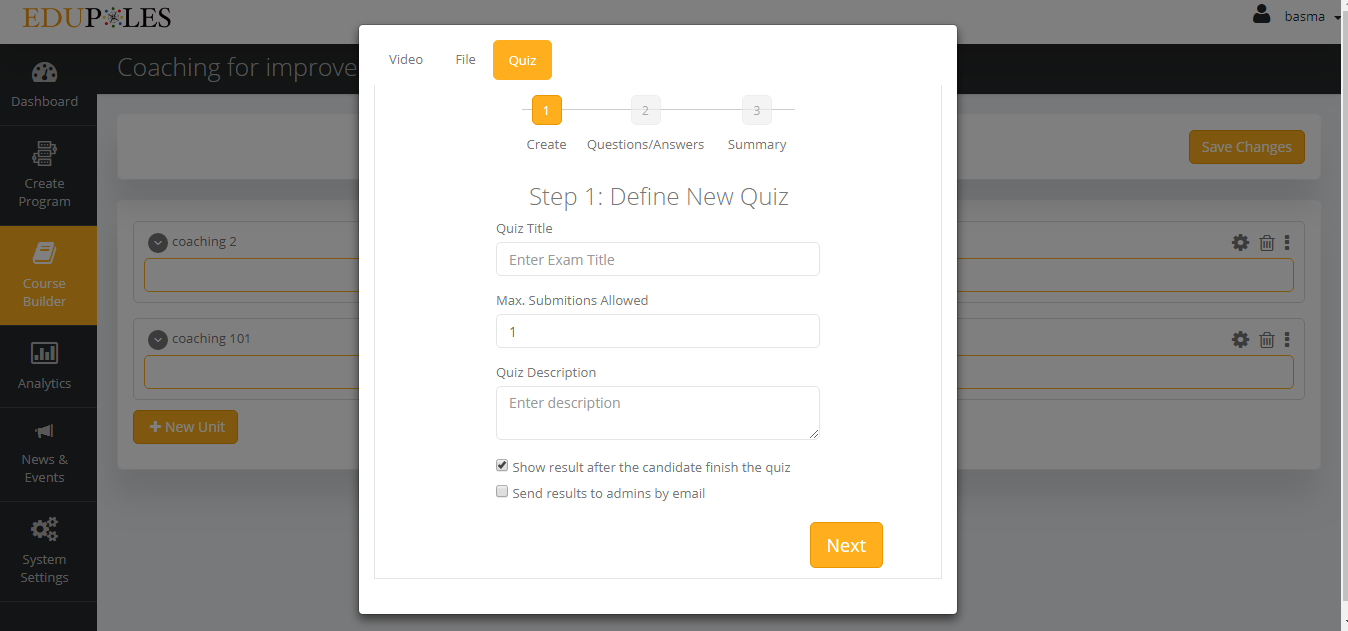 EDUPOLES
basma
Coaching for improve
Dashboard
Create
Program
Course
Builder
Analytics
News &
Events
System
Settings
Save Changes
coaching 2
coaching 101
New Unit
Video
File
Quiz
1
2
3
Create
Questions/Answers
Summary
Step 1: Define New Quiz
Quiz Title
Enter Exam Title
Max. Submitions Allowed
1
Quiz Description
Enter description
Show result after the candidate finish the quiz
Send results to admins by email
Next